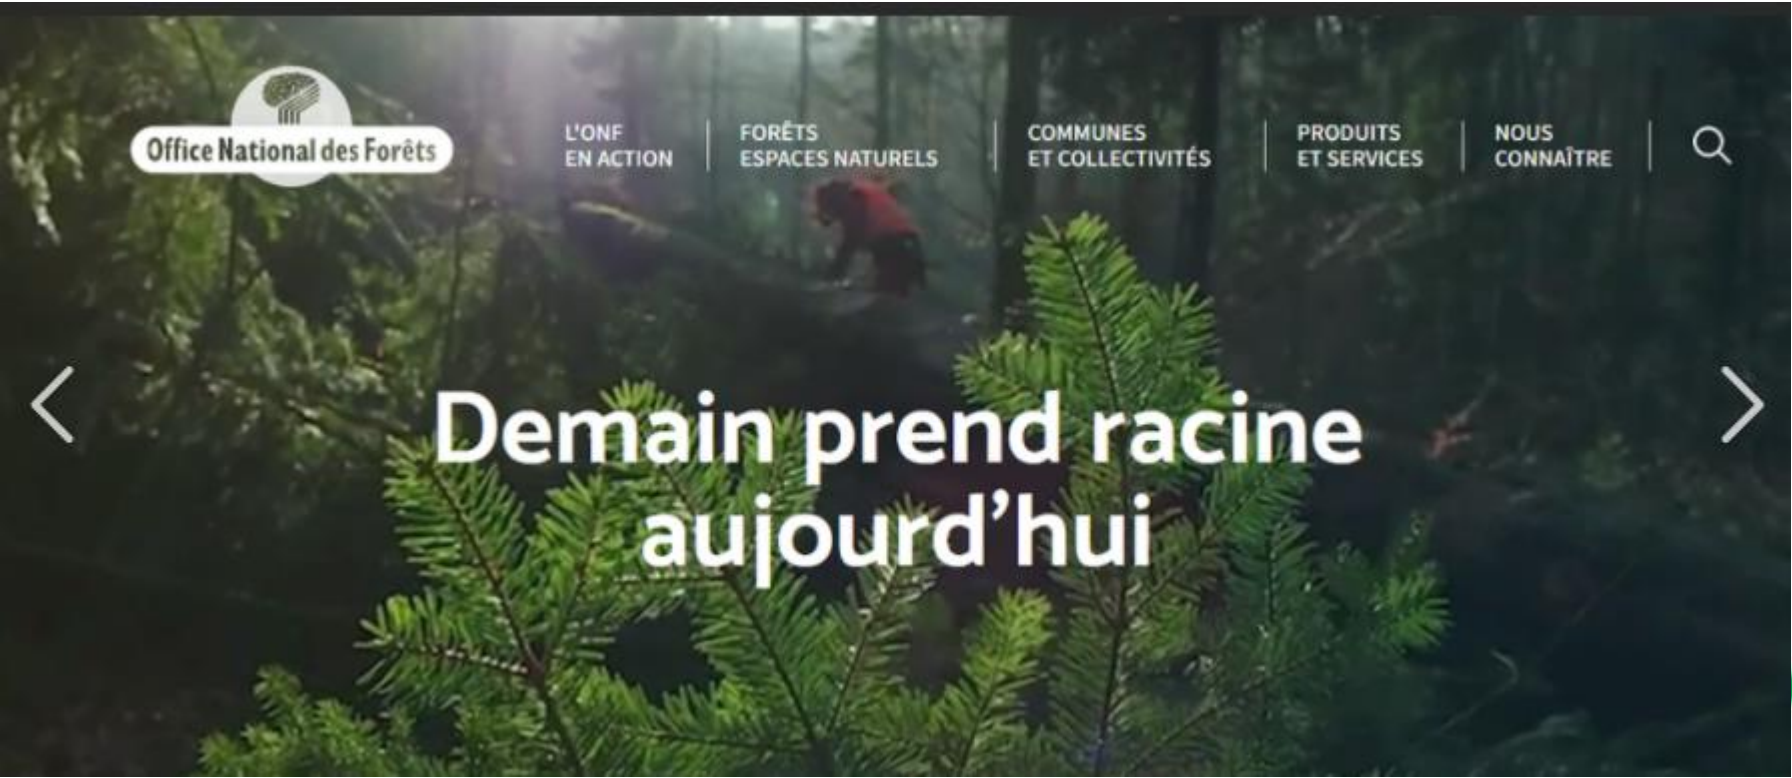 Office National des Forêts
L'ONF
EN ACTION
FORÊTS
ESPACES NATURELS
COMMUNES
ET COLLECTIVITÉS
PRODUITS
ET SERVICES
NOUS
CONNAÎTRE
Demain prend racine
aujourd’hui